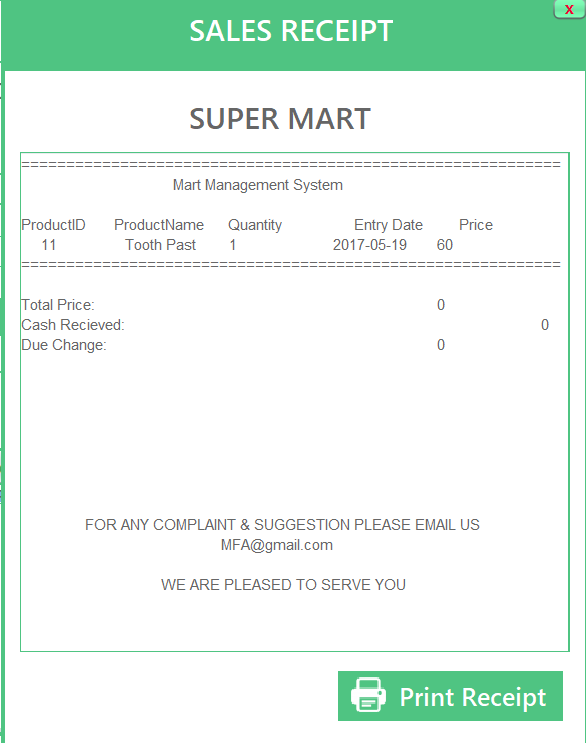 SALES RECEIPT
X
SUPER MART
============================================================
Mart Management System
ProductID ProductName Quantity Entry Date Price
11 Tooth Past 1 2017-05-19 60
============================================================
Total Price: 0
Cash Recieved: 0
Due Change: 0
FOR ANY COMPLAINT & SUGGESTION PLEASE EMAIL US
MFA@gmail.com
WE ARE PLEASED TO SERVE YOU
Print Receipt